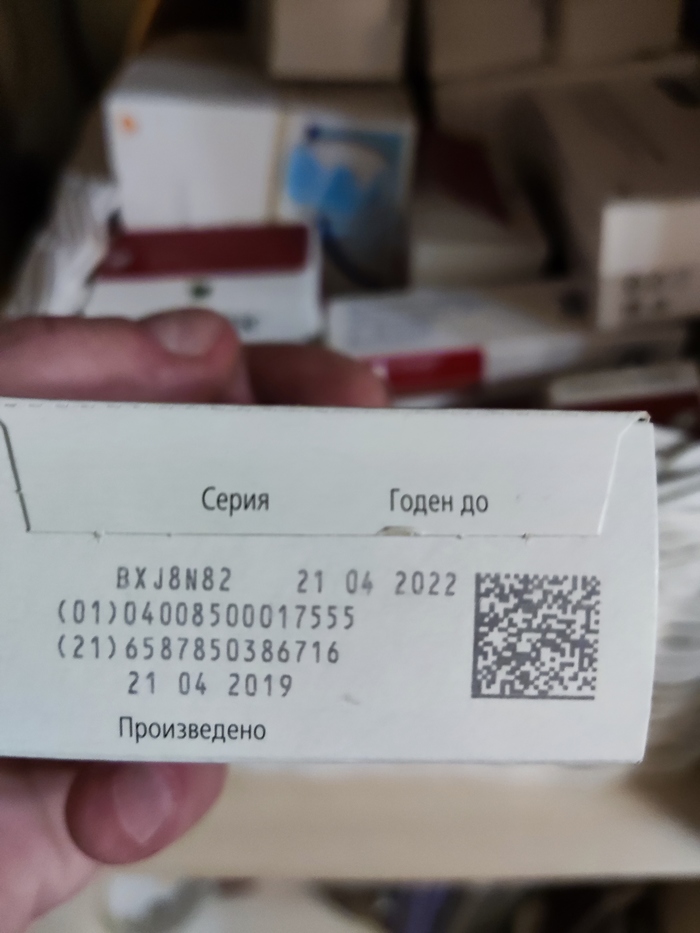 Серия Годен до
BXJ8N82 21 04 2022
(01)04008500017555
(21)6587850386716
21 04 2019
Произведено